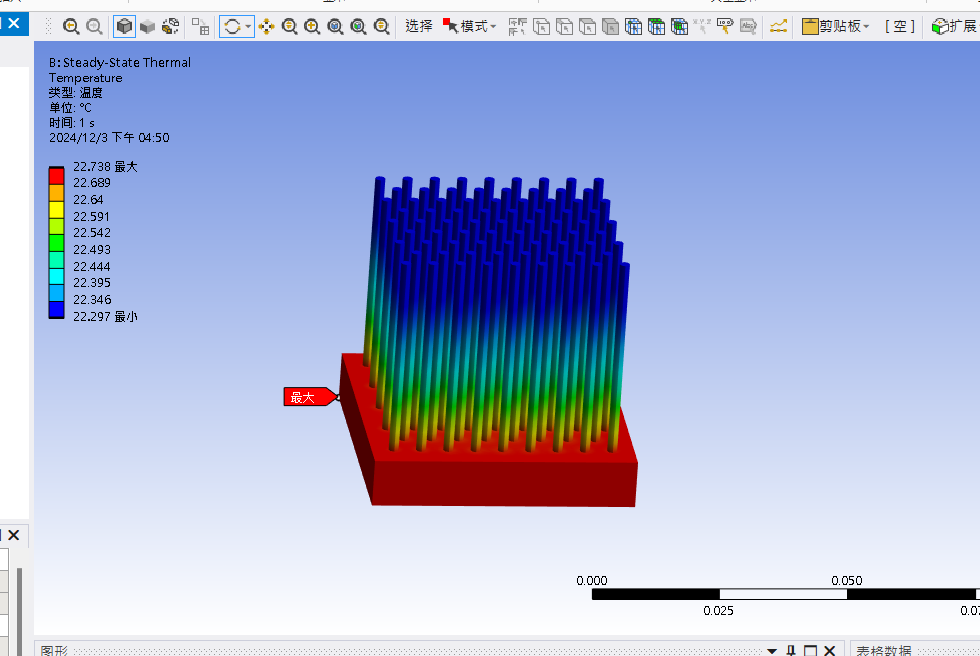 选择 模式 剪贴板 [ 空 ] 扩展
B: Steady-State Thermal
Temperature
类型: 温度
单位: °C
时间: 1 s
2024/12/3 下午 04:50
22.738 最大
22.689
22.64
22.591
22.542
22.493
22.444
22.395
22.346
22.297 最小
最大
0.000 0.050
0.025 0.07
图形 表格数据